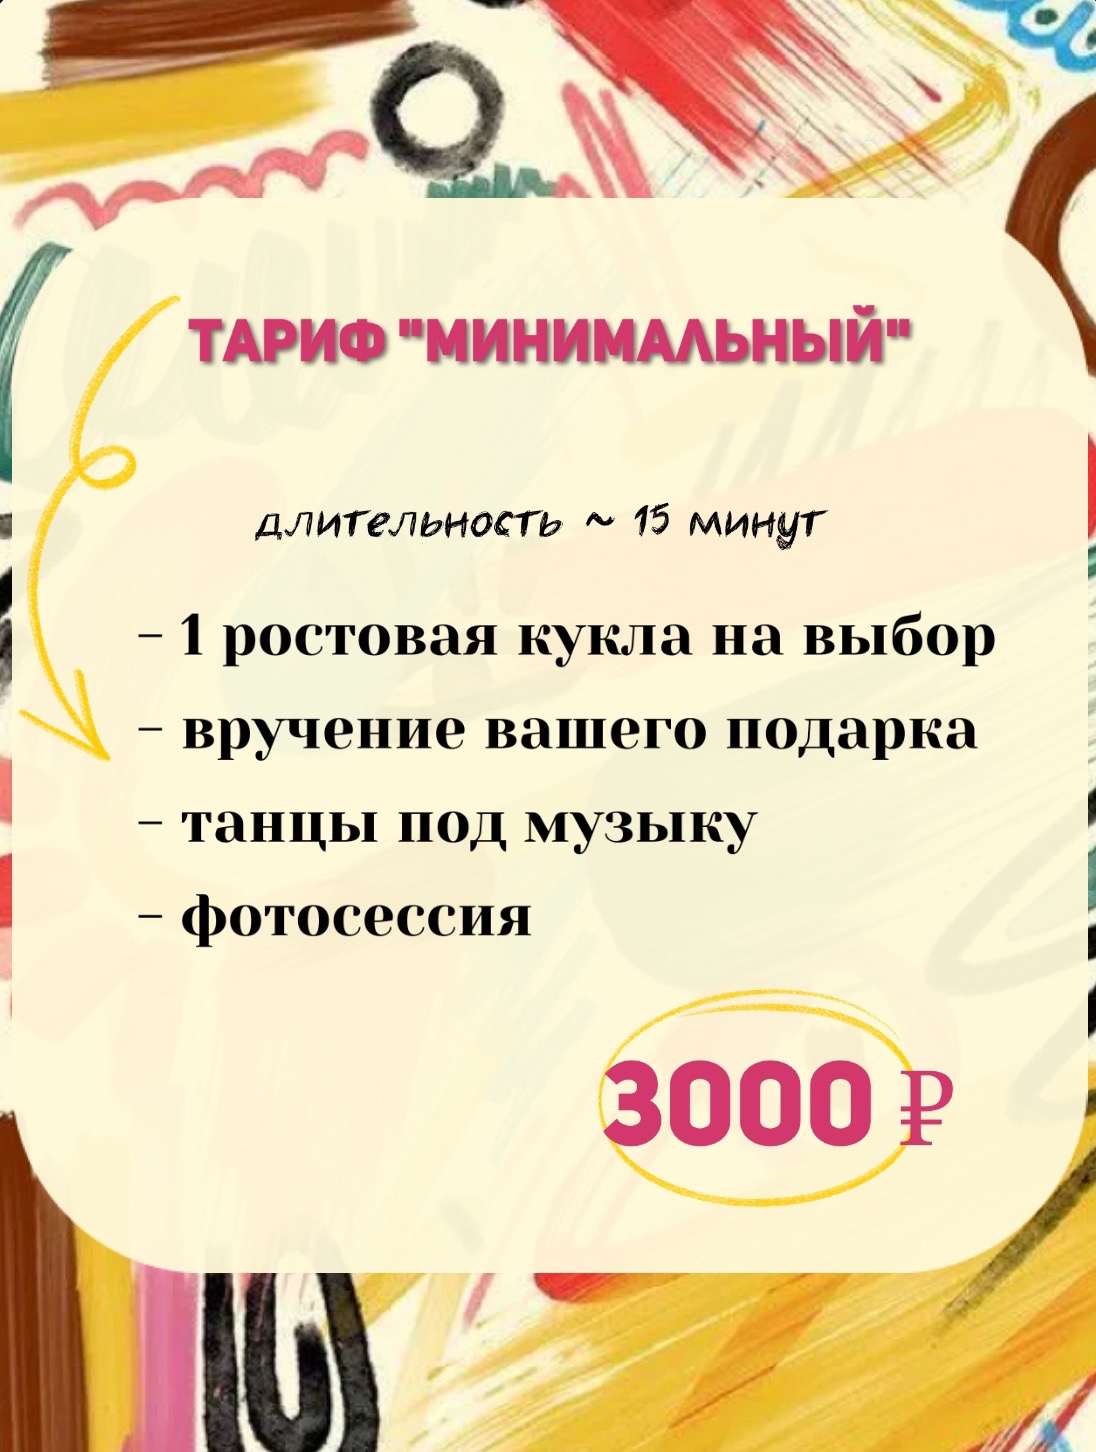 ТАРИФ "МИНИМАЛЬНЫЙ"
длительность ~ 15 минут
- 1 ростовая кукла на выбор
- вручение вашего подарка
- танцы под музыку
- фотосессия
3000 ₽